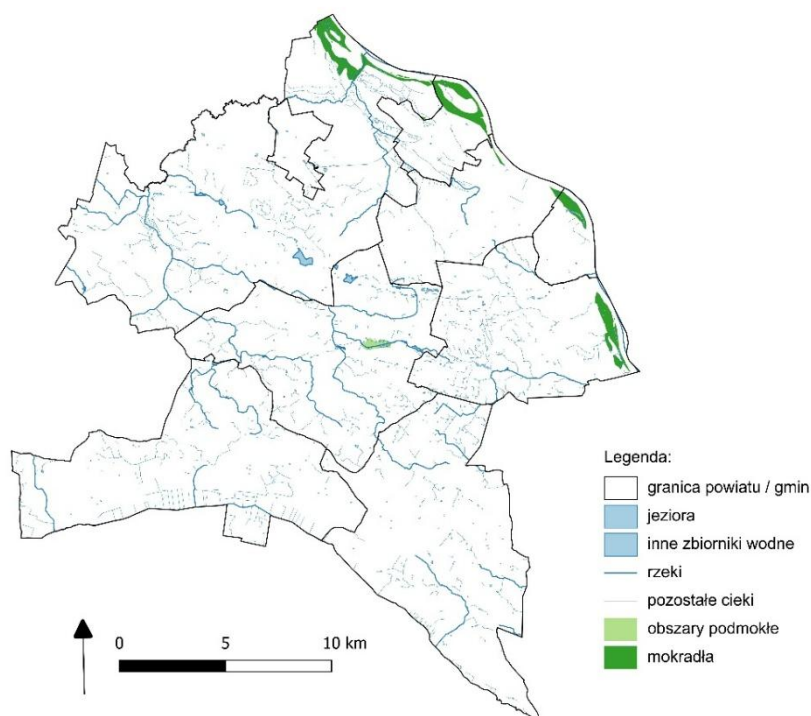 Legenda:
granica powiatu / gmin
jeziora
inne zbiorniki wodne
rzeki
pozostałe cieki
obszary podmokłe
mokradła
0 5 10 km